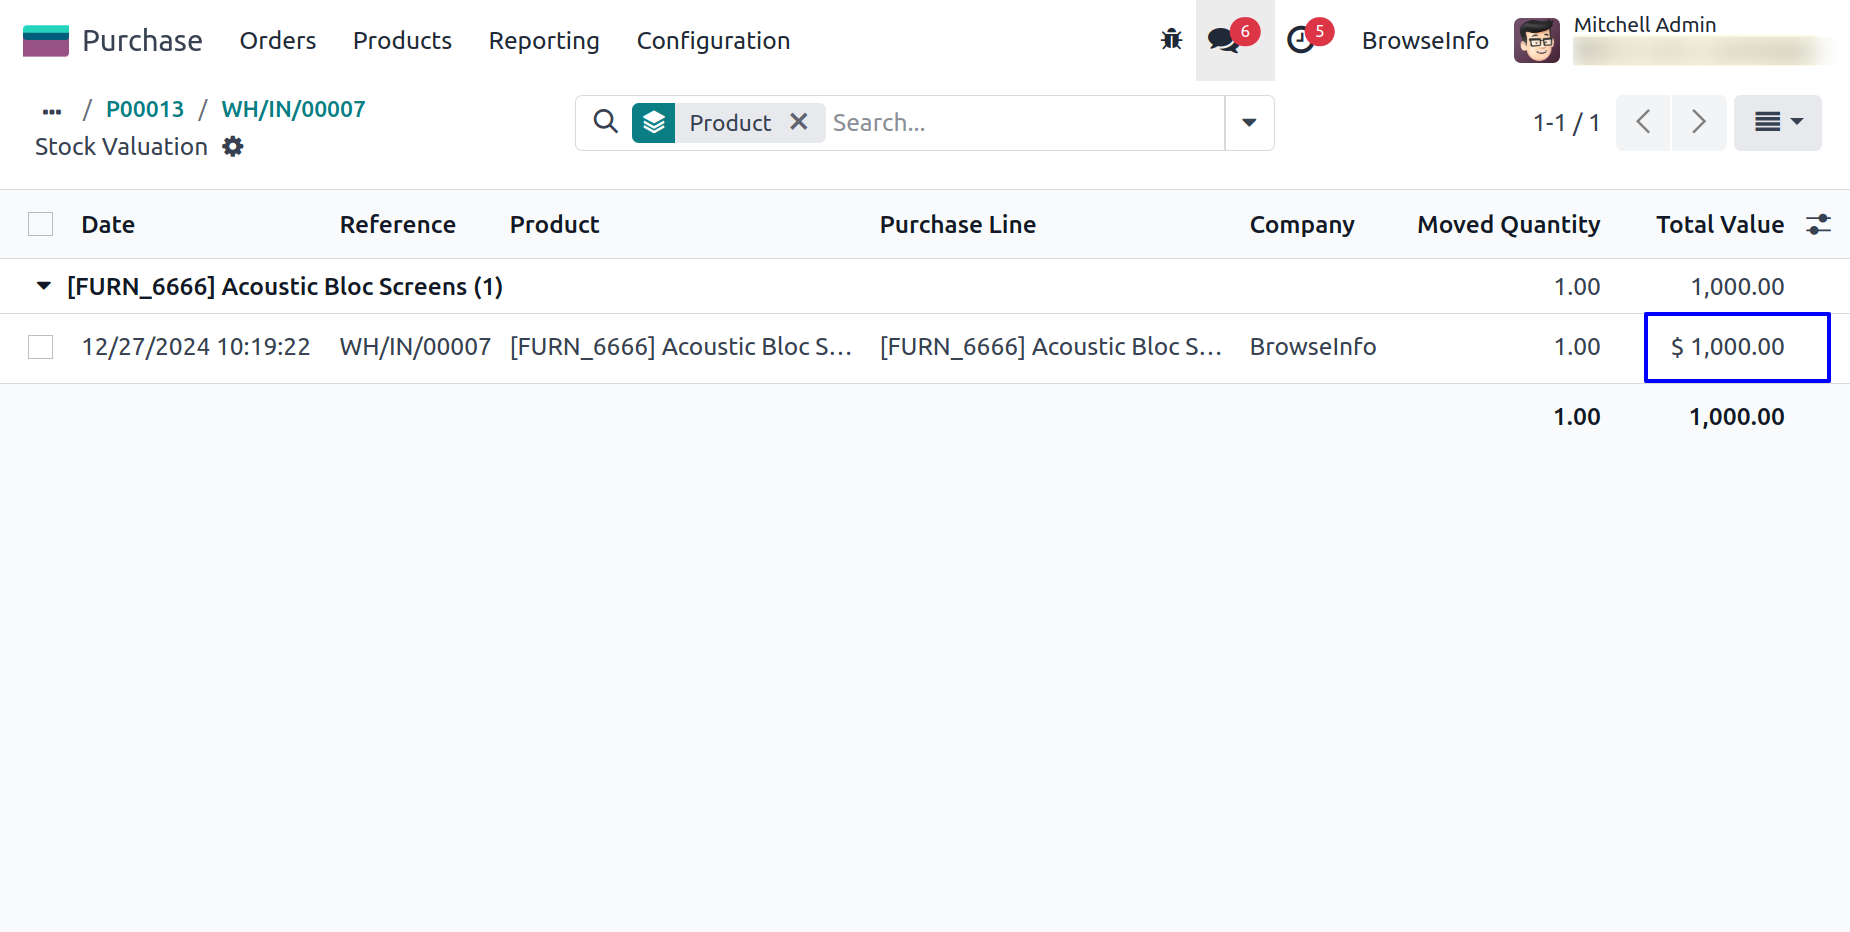 Purchase Orders Products Reporting Configuration 6 5 BrowseInfo Mitchell Admin
... / P00013 / WH/IN/00007
Stock Valuation
Product Search... 1-1 / 1
Date Reference Product Purchase Line Company Moved Quantity Total Value
[FURN_6666] Acoustic Bloc Screens (1) 1.00 1,000.00
12/27/2024 10:19:22 WH/IN/00007 [FURN_6666] Acoustic Bloc S... [FURN_6666] Acoustic Bloc S... BrowseInfo 1.00 $ 1,000.00
1.00 1,000.00